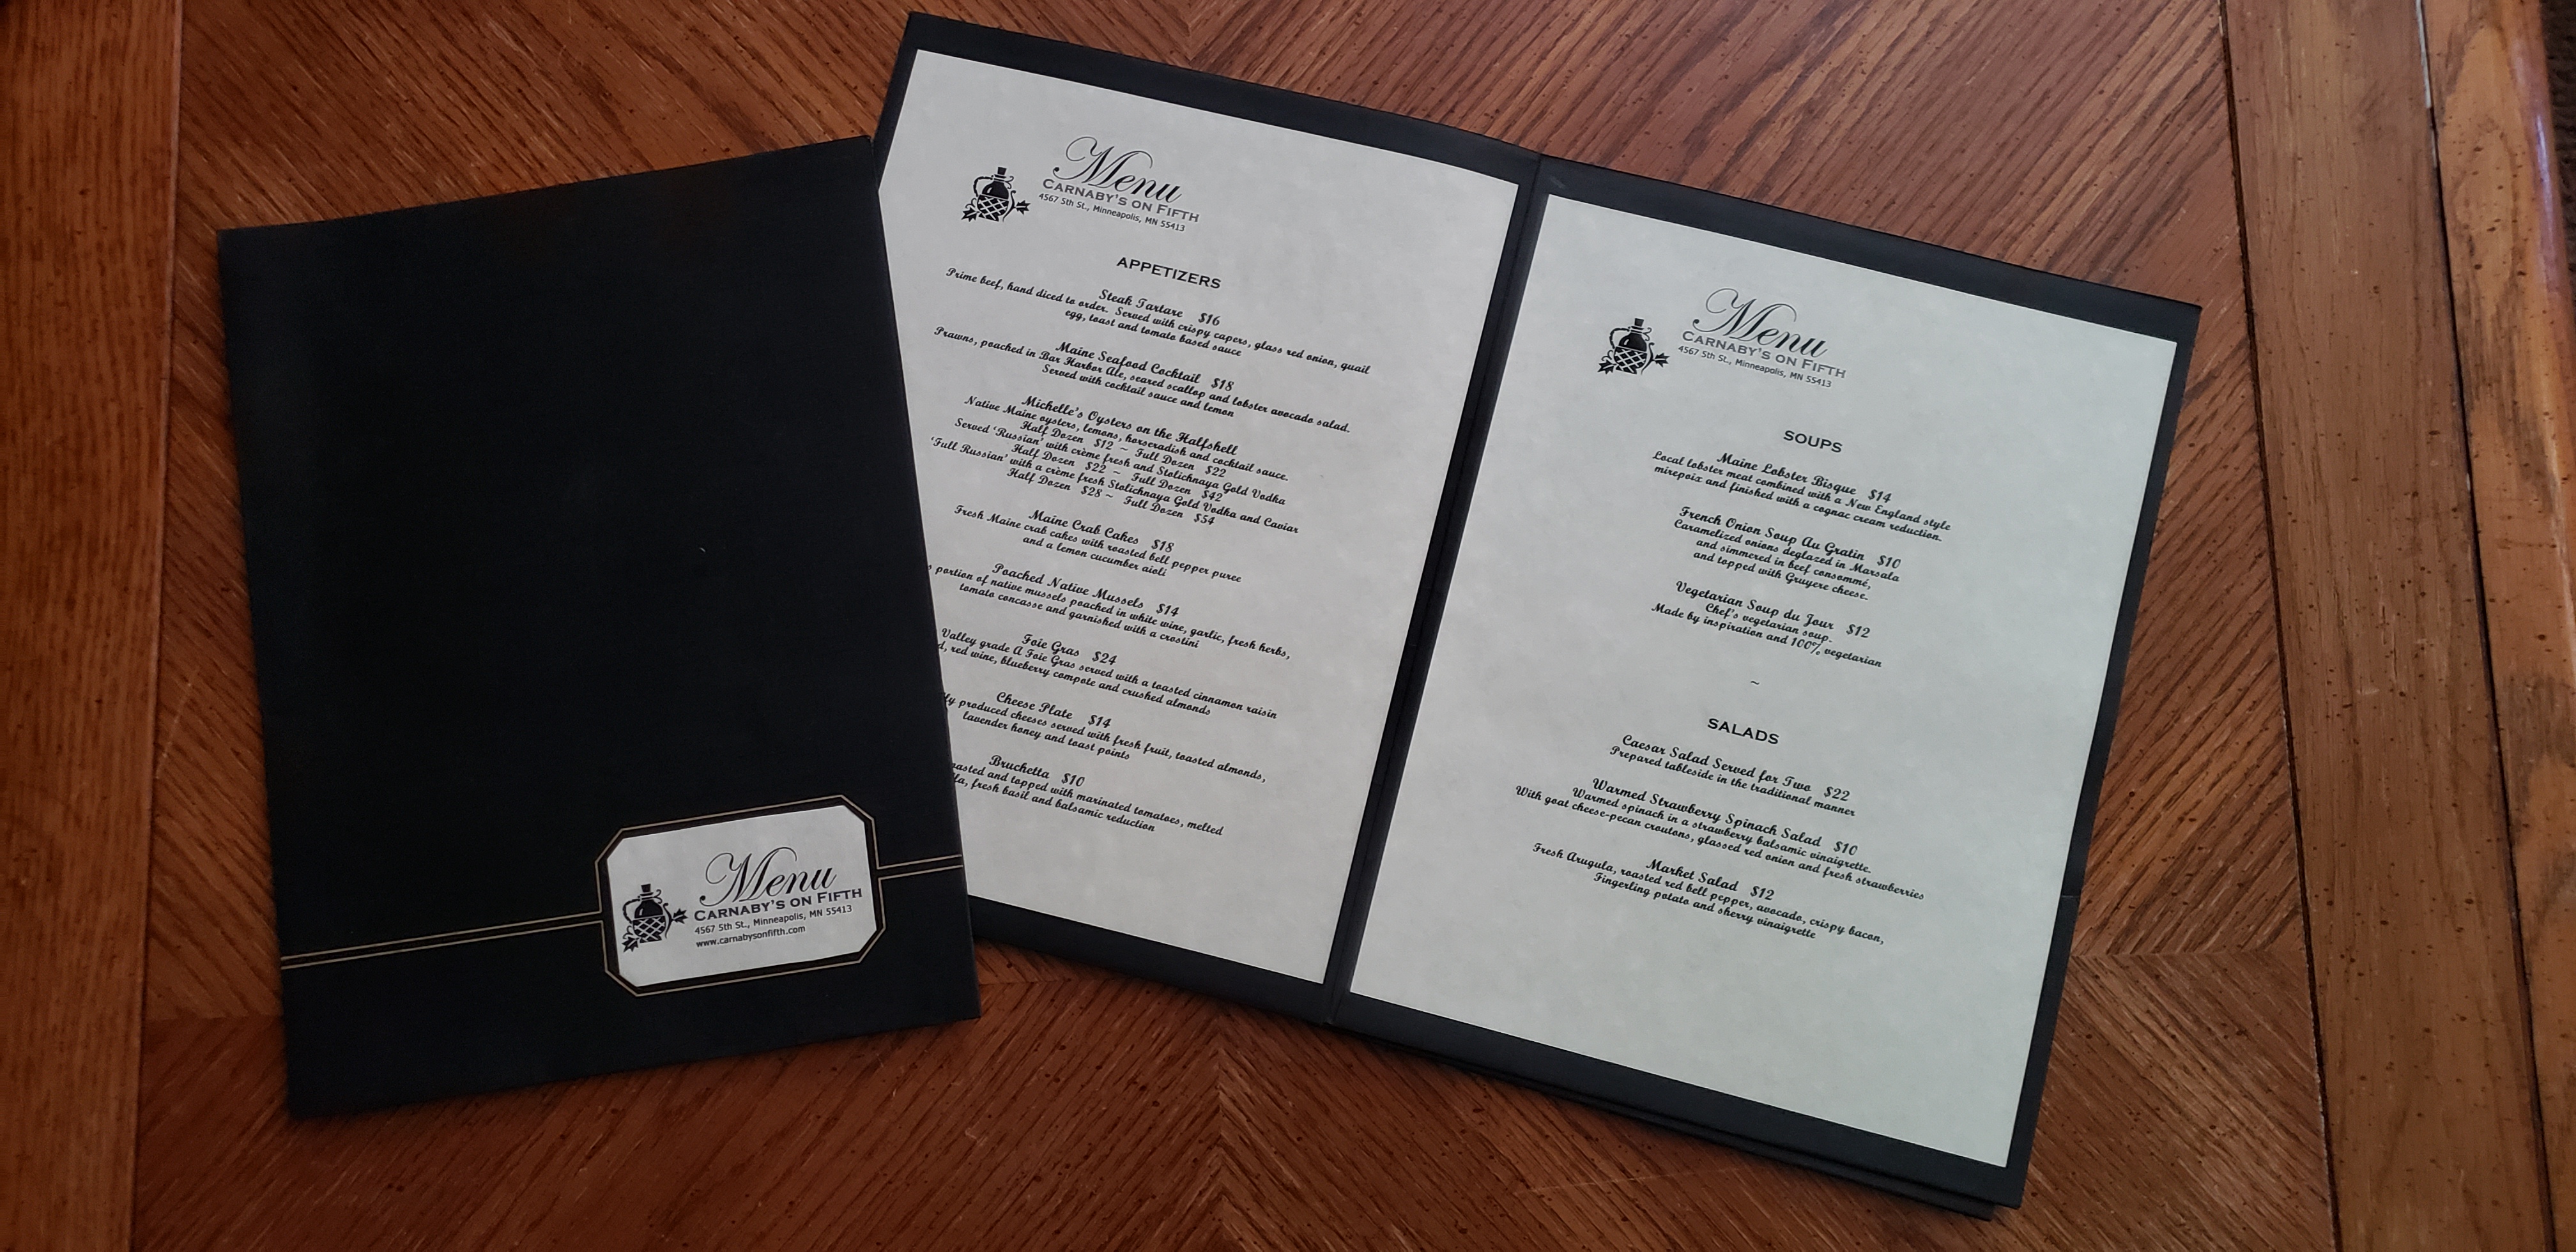 Menu
CARNABY'S ON FIFTH
4567 5th St., Minneapolis, MN 55413
www.carnabysonfifth.com
Menu
CARNABY'S ON FIFTH
4567 5th St., Minneapolis, MN 55413
APPETIZERS
Steak Tartare $16
Prime beef, hand diced to order. Served with crispy capers, glass red onion, quail
egg, toast and tomato based sauce
Maine Seafood Cocktail $18
Prawns, poached in Bar Harbor Ale, seared scallop and lobster avocado salad.
Served with cocktail sauce and lemon
Michelle's Oysters on the Halfshell
Native Maine oysters, lemons, horseradish and cocktail sauce.
Half Dozen $12 ~ Full Dozen $22
Served 'Russian' with crème fresh and Stolichnaya Gold Vodka
Half Dozen $22 ~ Full Dozen $42
'Full Russian' with a crème fresh Stolichnaya Gold Vodka and Caviar
Half Dozen $28 ~ Full Dozen $54
Maine Crab Cakes $18
Fresh Maine crab cakes with roasted bell pepper puree
and a lemon cucumber aioli
Poached Native Mussels $14
portion of native mussels poached in white wine, garlic, fresh herbs,
tomato concasse and garnished with a crostini
Foie Gras $24
Valley grade A Foie Gras served with a toasted cinnamon raisin
red wine, blueberry compote and crushed almonds
Cheese Plate $14
produced cheeses served with fresh fruit, toasted almonds,
lavender honey and toast points
Bruchetta $10
and topped with marinated tomatoes, melted
fresh basil and balsamic reduction
Menu
CARNABY'S ON FIFTH
4567 5th St., Minneapolis, MN 55413
SOUPS
Maine Lobster Bisque $14
Local lobster meat combined with a New England style
mirepoix and finished with a cognac cream reduction.
French Onion Soup Au Gratin $10
Caramelized onions deglazed in Marsala
and simmered in beef consommé,
and topped with Gruyere cheese.
Vegetarian Soup du Jour $12
Chef's vegetarian soup.
Made by inspiration and 100% vegetarian
~
SALADS
Caesar Salad Served for Two $22
Prepared tableside in the traditional manner
Warmed Strawberry Spinach Salad $10
Warmed spinach in a strawberry balsamic vinaigrette.
With goat cheese-pecan croutons, glassed red onion and fresh strawberries
Market Salad $12
Fresh Arugula, roasted red bell pepper, avocado, crispy bacon,
Fingerling potato and sherry vinaigrette